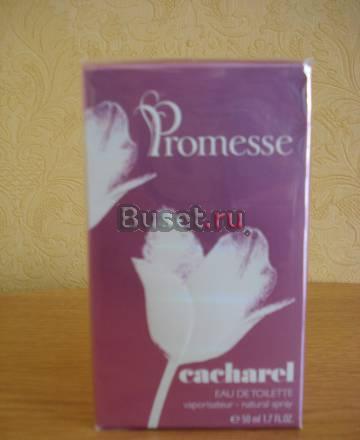 Promesse
Buset.ru
cacharel
EAU DE TOILETTE
vaporisateur - natural spray
e 50 ml 1.7 FL.OZ.